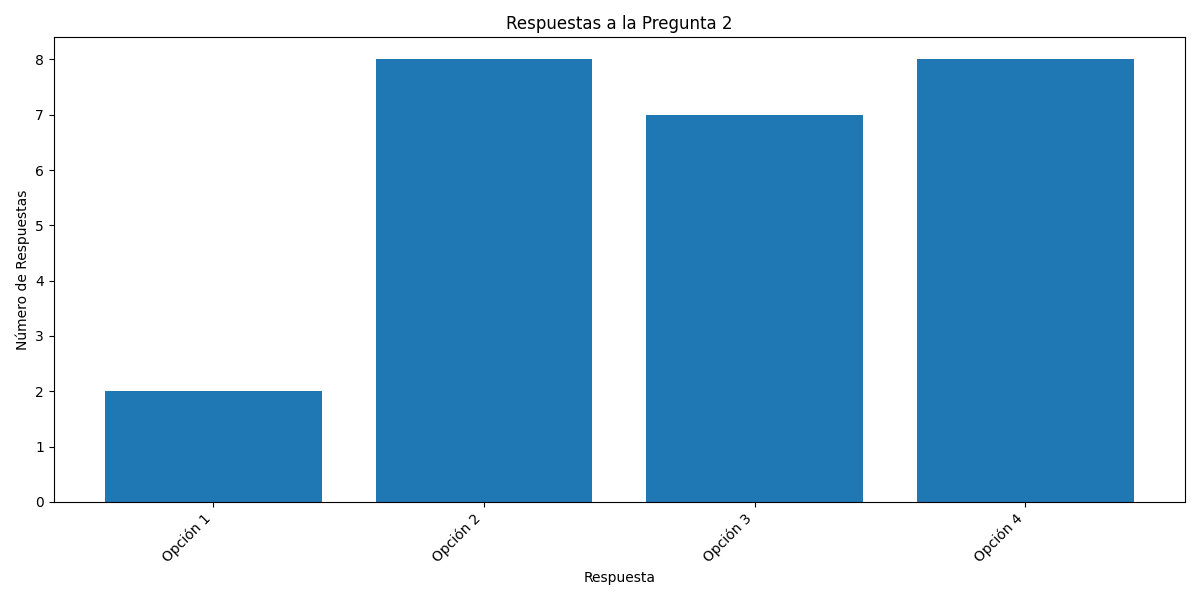 Respuestas a la Pregunta 2
Número de Respuestas
8
7
6
5
4
3
2
1
0
Opción 1
Opción 2
Opción 3
Opción 4
Respuesta